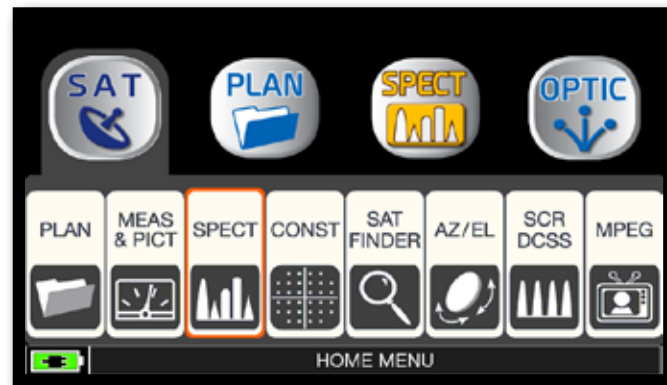 SAT
PLAN
SPECT
OPTIC
PLAN
MEAS
& PICT
SPECT
CONST
SAT
FINDER
AZ/EL
SCR
DCSS
MPEG
HOME MENU